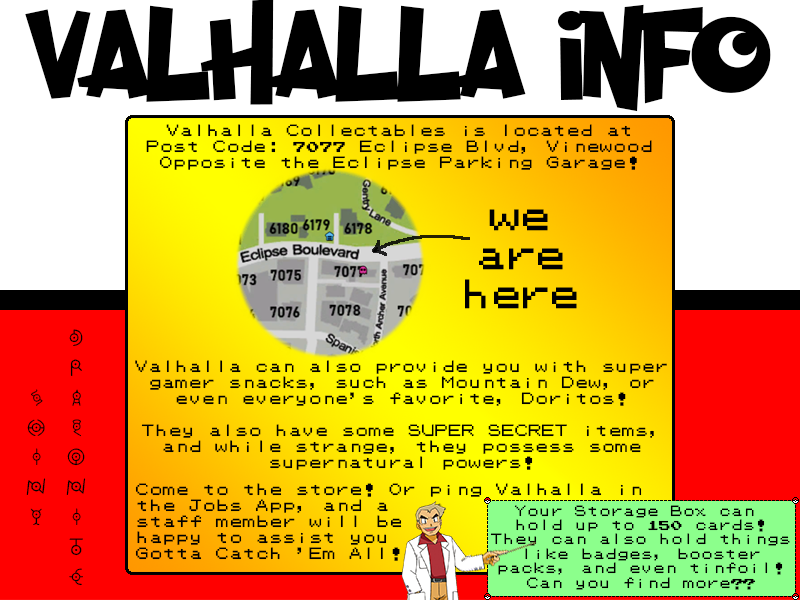 VALHALLA INFO
Valhalla Collectables is located at
Post Code: 7077 Eclipse Blvd, Vinewood
Opposite the Eclipse Parking Garage!
Gentry Lane
6180 6179 6178
Eclipse Boulevard
73 7075 7077 707
7076 7078 70
th Archer Avenue
Spanis
we
are
here
Valhalla can also provide you with super
gamer snacks, such as Mountain Dew, or
even everyone's favorite, Doritos!
They also have some SUPER SECRET items,
and while strange, they possess some
supernatural powers!
Come to the store! Or ping Valhalla in
the Jobs App, and a
staff member will be
happy to assist you
Gotta Catch 'Em All!
Your Storage Box can
hold up to 150 cards!
They can also hold things
like badges, booster
packs, and even tinfoil!
Can you find more??